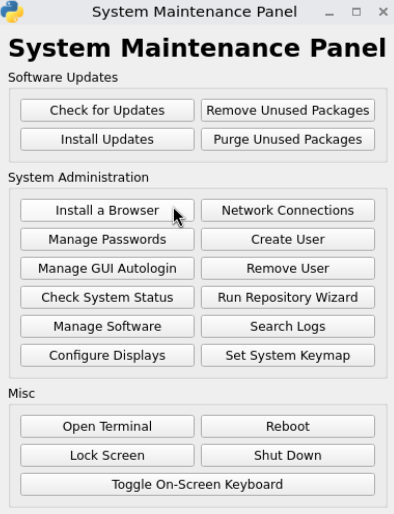 System Maintenance Panel
System Maintenance Panel
Software Updates
Check for Updates Remove Unused Packages
Install Updates Purge Unused Packages
System Administration
Install a Browser Network Connections
Manage Passwords Create User
Manage GUI Autologin Remove User
Check System Status Run Repository Wizard
Manage Software Search Logs
Configure Displays Set System Keymap
Misc
Open Terminal Reboot
Lock Screen Shut Down
Toggle On-Screen Keyboard